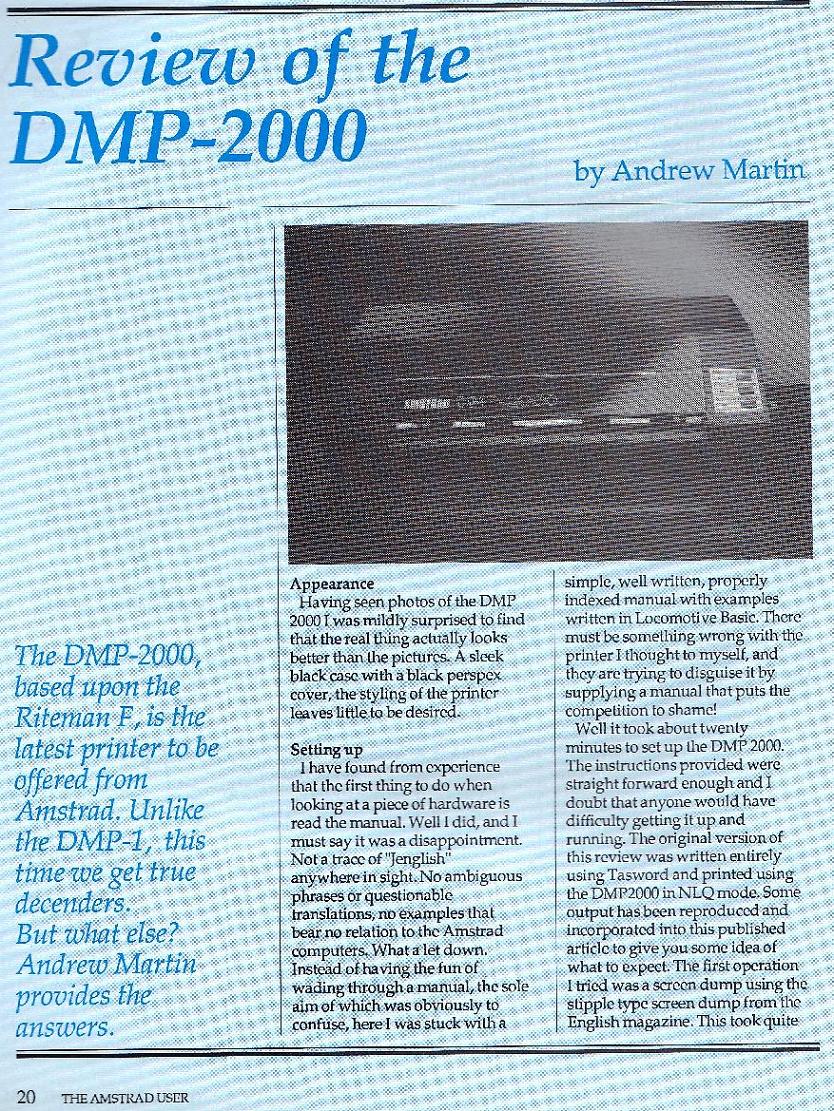 Review of the
DMP-2000
by Andrew Martin
AMSTRAD
The DMP-2000,
based upon the
Riteman F, is the
latest printer to be
offered from
Amstrad. Unlike
the DMP-1, this
time we get true
decenders.
But what else?
Andrew Martin
provides the
answers.
Appearance
Having seen photos of the DMP
2000 I was mildly surprised to find
that the real thing actually looks
better than the pictures. A sleek
black case with a black perspex
cover, the styling of the printer
leaves little to be desired.
Setting up
I have found from experience
that the first thing to do when
looking at a piece of hardware is
read the manual. Well I did, and I
must say it was a disappointment.
Not a trace of "Jenglish"
anywhere in sight. No ambiguous
phrases or questionable
translations, no examples that
bear no relation to the Amstrad
computers. What a let down.
Instead of having the fun of
wading through a manual, the sole
aim of which was obviously to
confuse, here I was stuck with a
simple, well written, properly
indexed manual with examples
written in Locomotive Basic. There
must be something wrong with the
printer I thought to myself, and
they are trying to disguise it by
supplying a manual that puts the
competition to shame!
Well it took about twenty
minutes to set up the DMP 2000.
The instructions provided were
straight forward enough and I
doubt that anyone would have
difficulty getting it up and
running. The original version of
this review was written entirely
using Tasword and printed using
the DMP2000 in NLQ mode. Some
output has been reproduced and
incorporated into this published
article to give you some idea of
what to expect. The first operation
I tried was a screen dump using the
stipple type screen dump from the
English magazine. This took quite
20 THE AMSTRAD USER